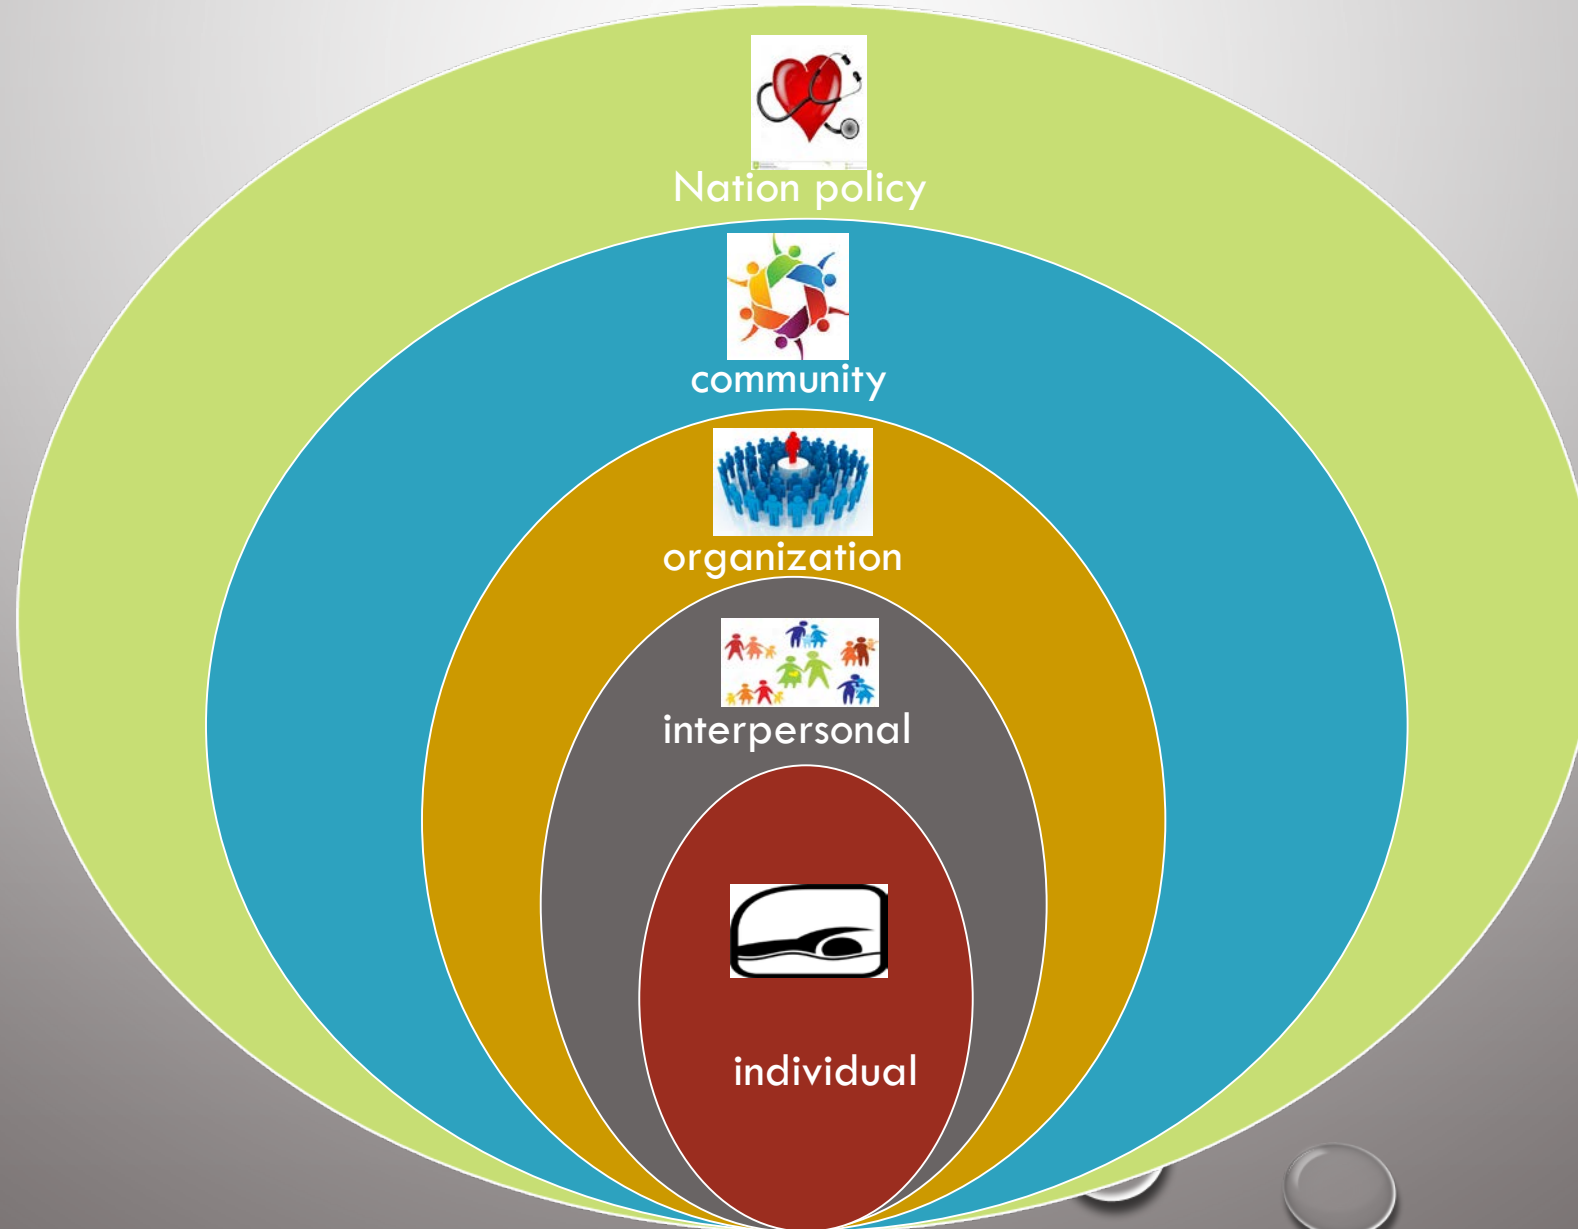 Nation policy
community
organization
interpersonal
individual